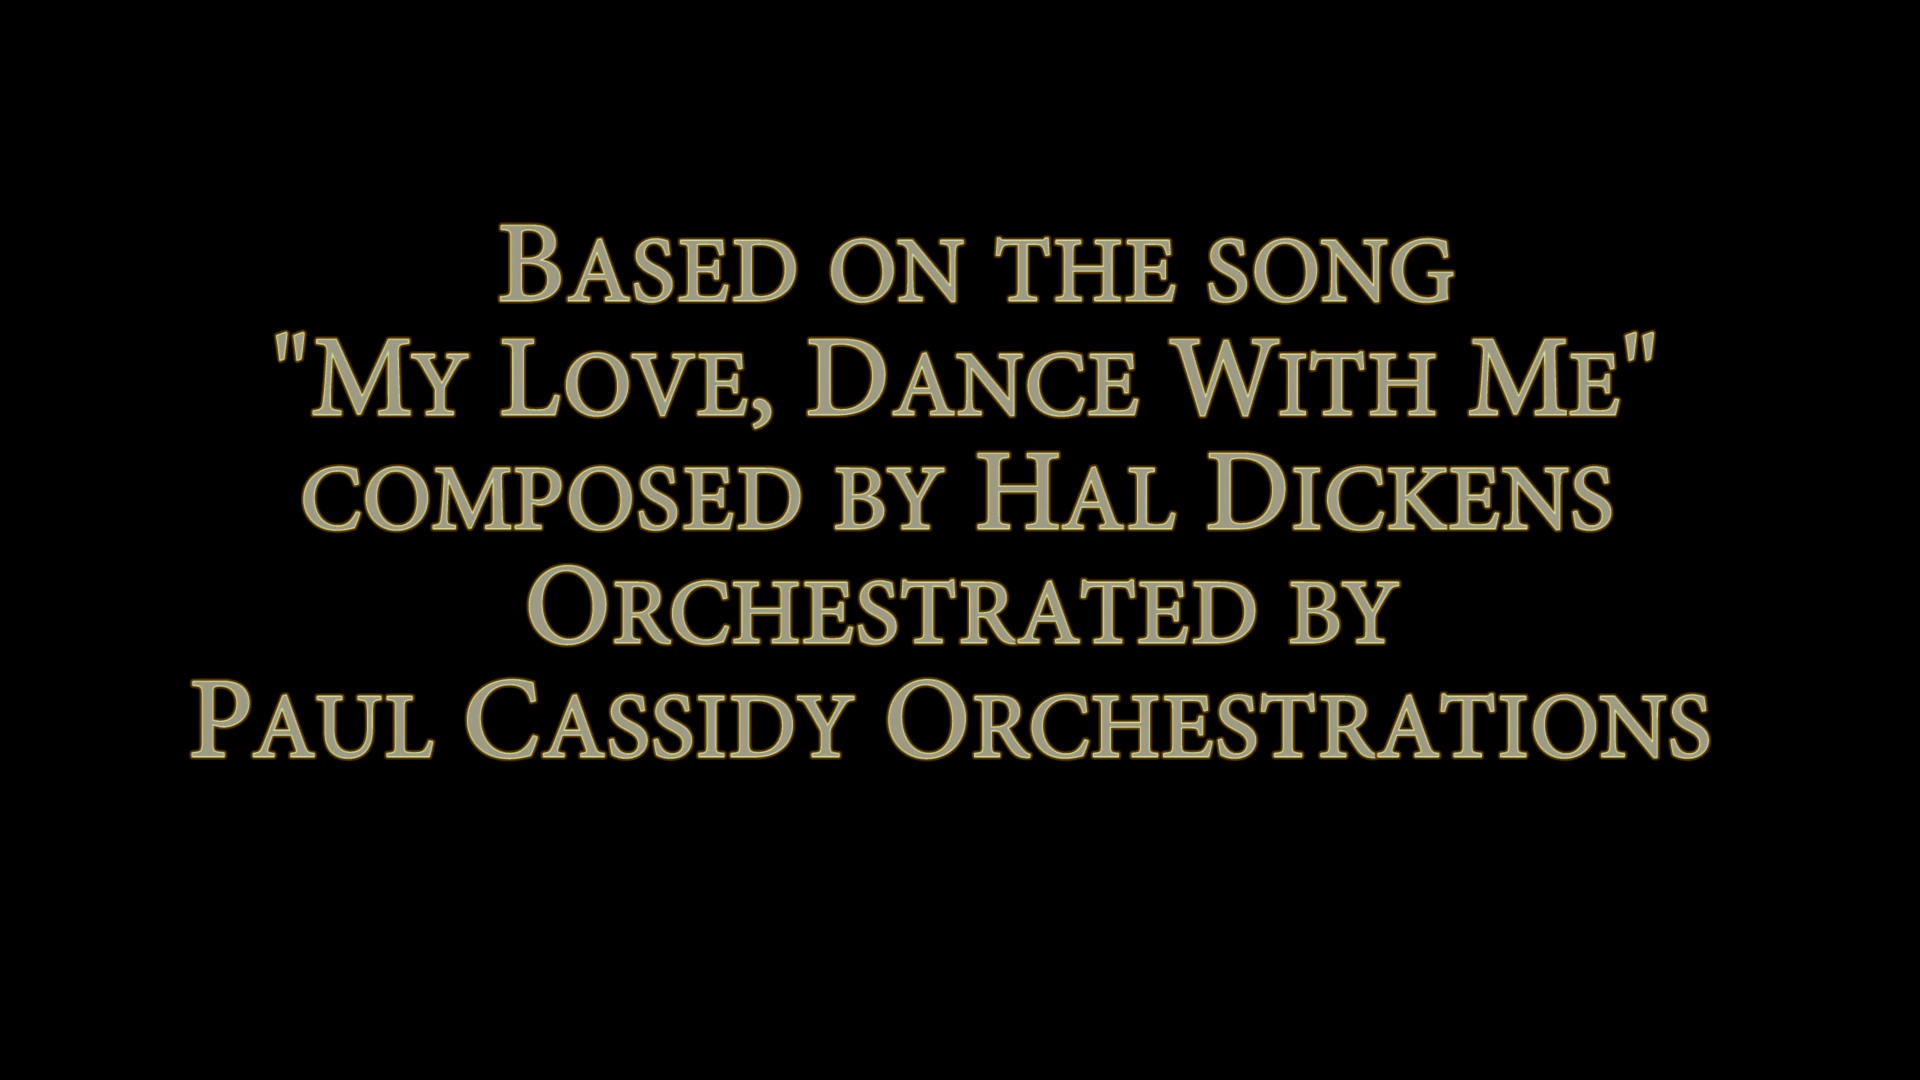 Based on the song
"My Love, Dance With Me"
composed by Hal Dickens
Orchestrated by
Paul Cassidy Orchestrations